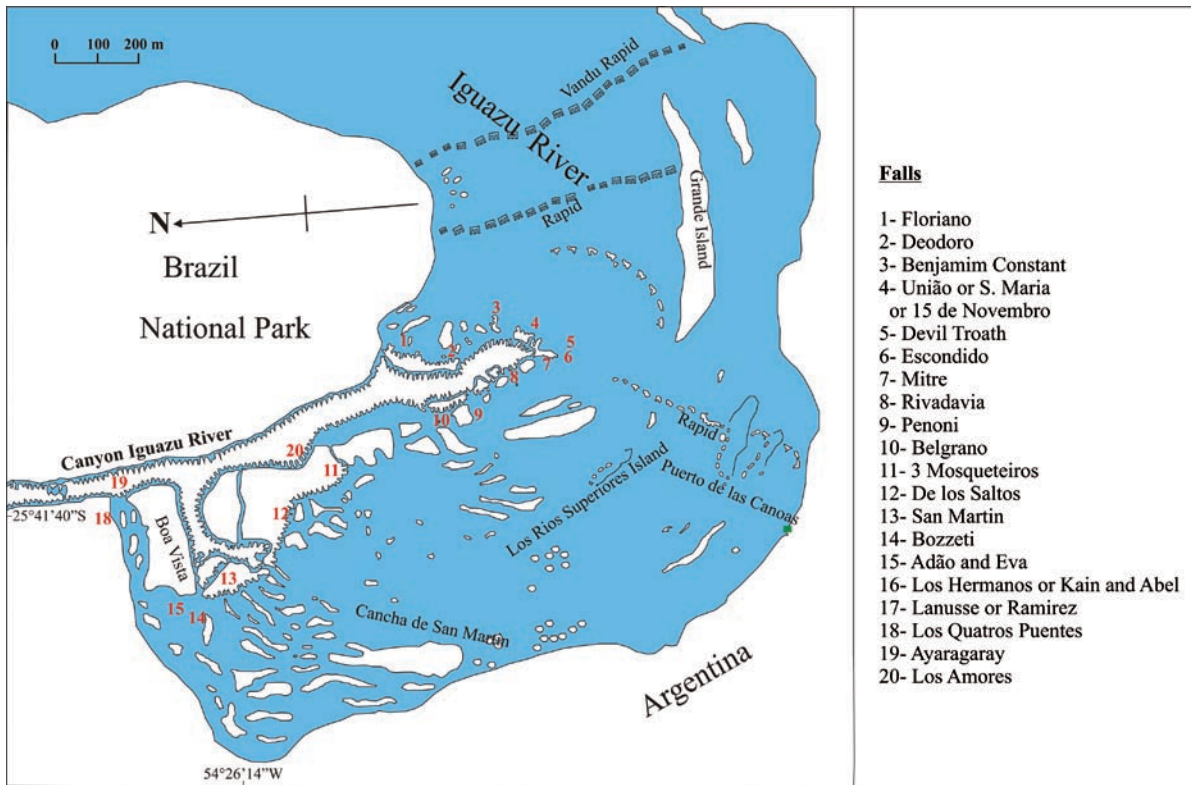 0 100 200 m
Vandu Rapid
Iguazu River
Rapid
Grande Island
N
Brazil
National Park
3
4
1
2
5
6
7
8
9
10
Rapid
Canyon Iguazu River
20
11
19
Los Rios Superiores Island
Puerto de las Canoas
25°41'40"S
18
12
Boa Vista
13
15
14
Cancha de San Martin
Argentina
54°26'14"W
Falls
1- Floriano
2- Deodoro
3- Benjamim Constant
4- União or S. Maria
or 15 de Novembro
5- Devil Troath
6- Escondido
7- Mitre
8- Rivadavia
9- Penoni
10- Belgrano
11- 3 Mosqueteiros
12- De los Saltos
13- San Martin
14- Bozzeti
15- Adão and Eva
16- Los Hermanos or Kain and Abel
17- Lanusse or Ramirez
18- Los Quatros Puentes
19- Ayaragaray
20- Los Amores